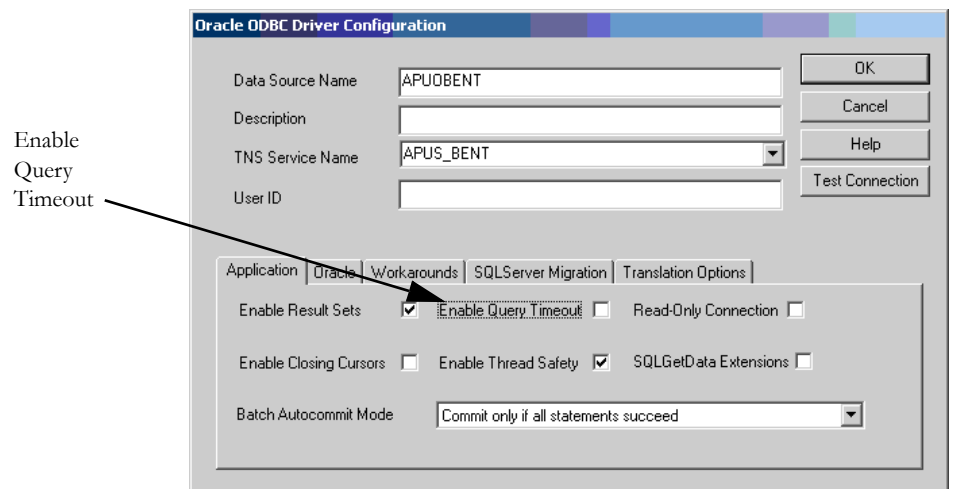 Oracle ODBC Driver Configuration
Data Source Name APUOBENT
OK
Description
Cancel
TNS Service Name APUS_BENT
Help
User ID
Test Connection
Enable
Query
Timeout
Application Oracle Workarounds SQLServer Migration Translation Options
Enable Result Sets Enable Query Timeout Read-Only Connection
Enable Closing Cursors Enable Thread Safety SQLGetData Extensions
Batch Autocommit Mode Commit only if all statements succeed